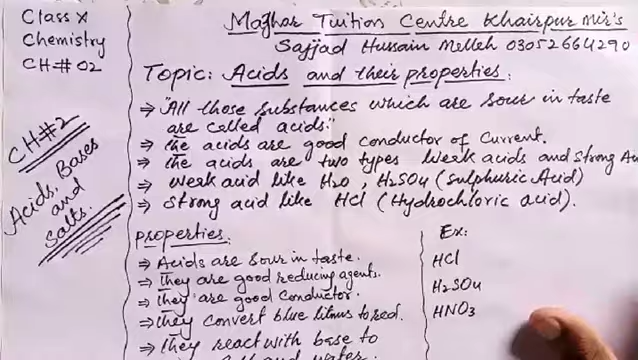 Class X
Chemistry
CH# 02
Majhar Tuition Centre Khairpur Mir's
Sajjad Hussain Melleh 03052664290
Topic: Acids and their properties.
CH#2
Acids, Bases
and
Salts.
⇒ "All those substances which are sour in taste
are called acids."
⇒ The acids are good conductor of Current.
⇒ The acids are two types Weak acids and Strong A
⇒ Weak acid like H2O, H2SO4 (Sulphuric Acid)
⇒ Strong acid like HCl (Hydrochloric acid).
Properties.
⇒ Acids are sour in taste.
⇒ They are good reducing agents.
⇒ They are good conductor.
⇒ They convert blue litmus to red.
⇒ They react with base to
and water.
Ex:
HCl
H2SO4
HNO3